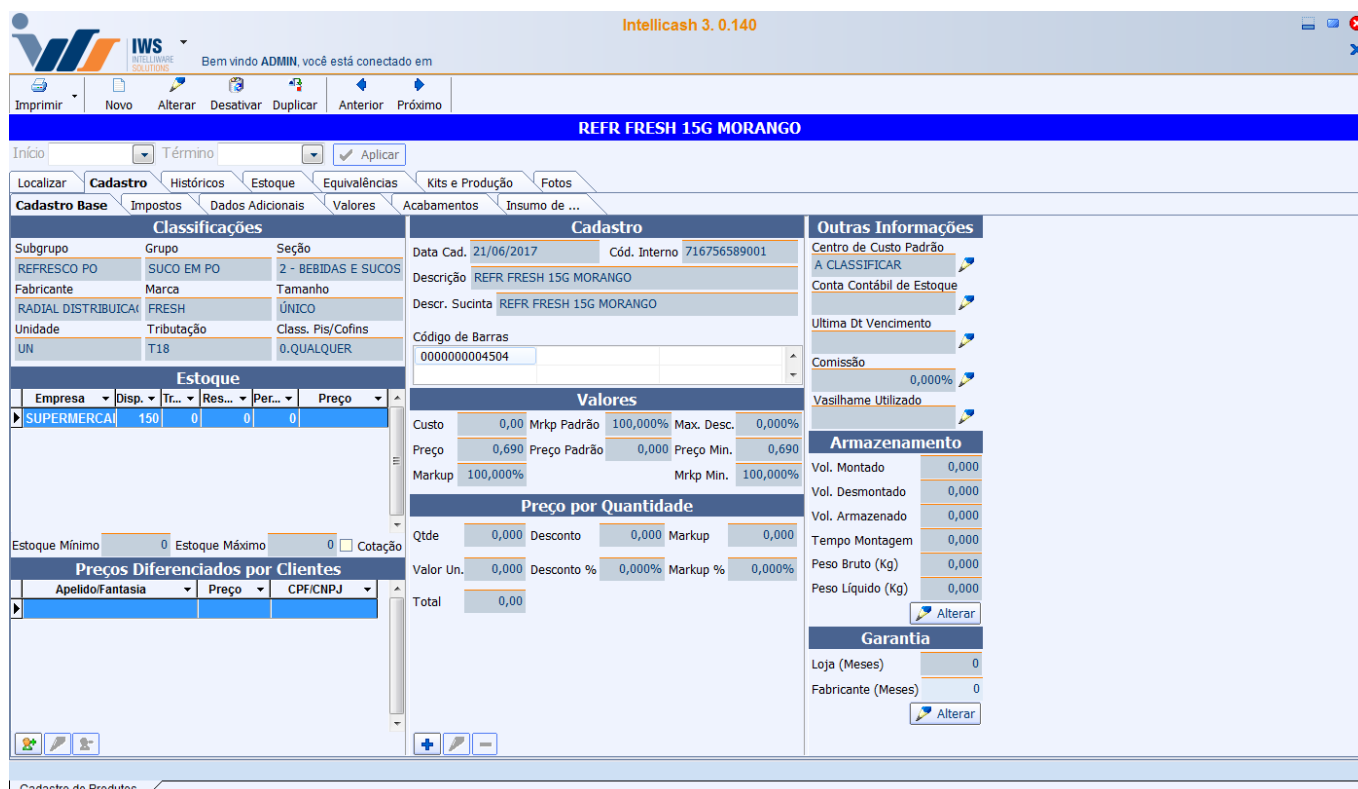 Intellicash 3. 0.140
IWS
INTELLIWARE
SOLUTIONS
Bem vindo ADMIN, você está conectado em
Imprimir Novo Alterar Desativar Duplicar Anterior Próximo
REFR FRESH 15G MORANGO
Início Término Aplicar
Localizar Cadastro Históricos Estoque Equivalências Kits e Produção Fotos
Cadastro Base Impostos Dados Adicionais Valores Acabamentos Insumo de ...
Classificações
Subgrupo Grupo Seção
REFRESCO PO SUCO EM PO 2 - BEBIDAS E SUCOS
Fabricante Marca Tamanho
RADIAL DISTRIBUICA FRESH ÚNICO
Unidade Tributação Class. Pis/Cofins
UN T18 0.QUALQUER
Estoque
Empresa Disp. Tr... Res... Per... Preço
SUPERMERCAI 150 0 0 0
Estoque Mínimo 0 Estoque Máximo 0 Cotação
Preços Diferenciados por Clientes
Apelido/Fantasia Preço CPF/CNPJ
Cadastro
Data Cad. 21/06/2017 Cód. Interno 716756589001
Descrição REFR FRESH 15G MORANGO
Descr. Sucinta REFR FRESH 15G MORANGO
Código de Barras
0000000004504
Valores
Custo 0,00 Mrkp Padrão 100,000% Max. Desc. 0,000%
Preço 0,690 Preço Padrão 0,000 Preço Min. 0,690
Markup 100,000% Mrkp Min. 100,000%
Preço por Quantidade
Qtde 0,000 Desconto 0,000 Markup 0,000
Valor Un. 0,000 Desconto % 0,000% Markup % 0,000%
Total 0,00
Outras Informações
Centro de Custo Padrão
A CLASSIFICAR
Conta Contábil de Estoque
Ultima Dt Vencimento
Comissão
0,000%
Vasilhame Utilizado
Armazenamento
Vol. Montado 0,000
Vol. Desmontado 0,000
Vol. Armazenado 0,000
Tempo Montagem 0,000
Peso Bruto (Kg) 0,000
Peso Líquido (Kg) 0,000
Alterar
Garantia
Loja (Meses) 0
Fabricante (Meses) 0
Alterar
Cadastro de Produtos